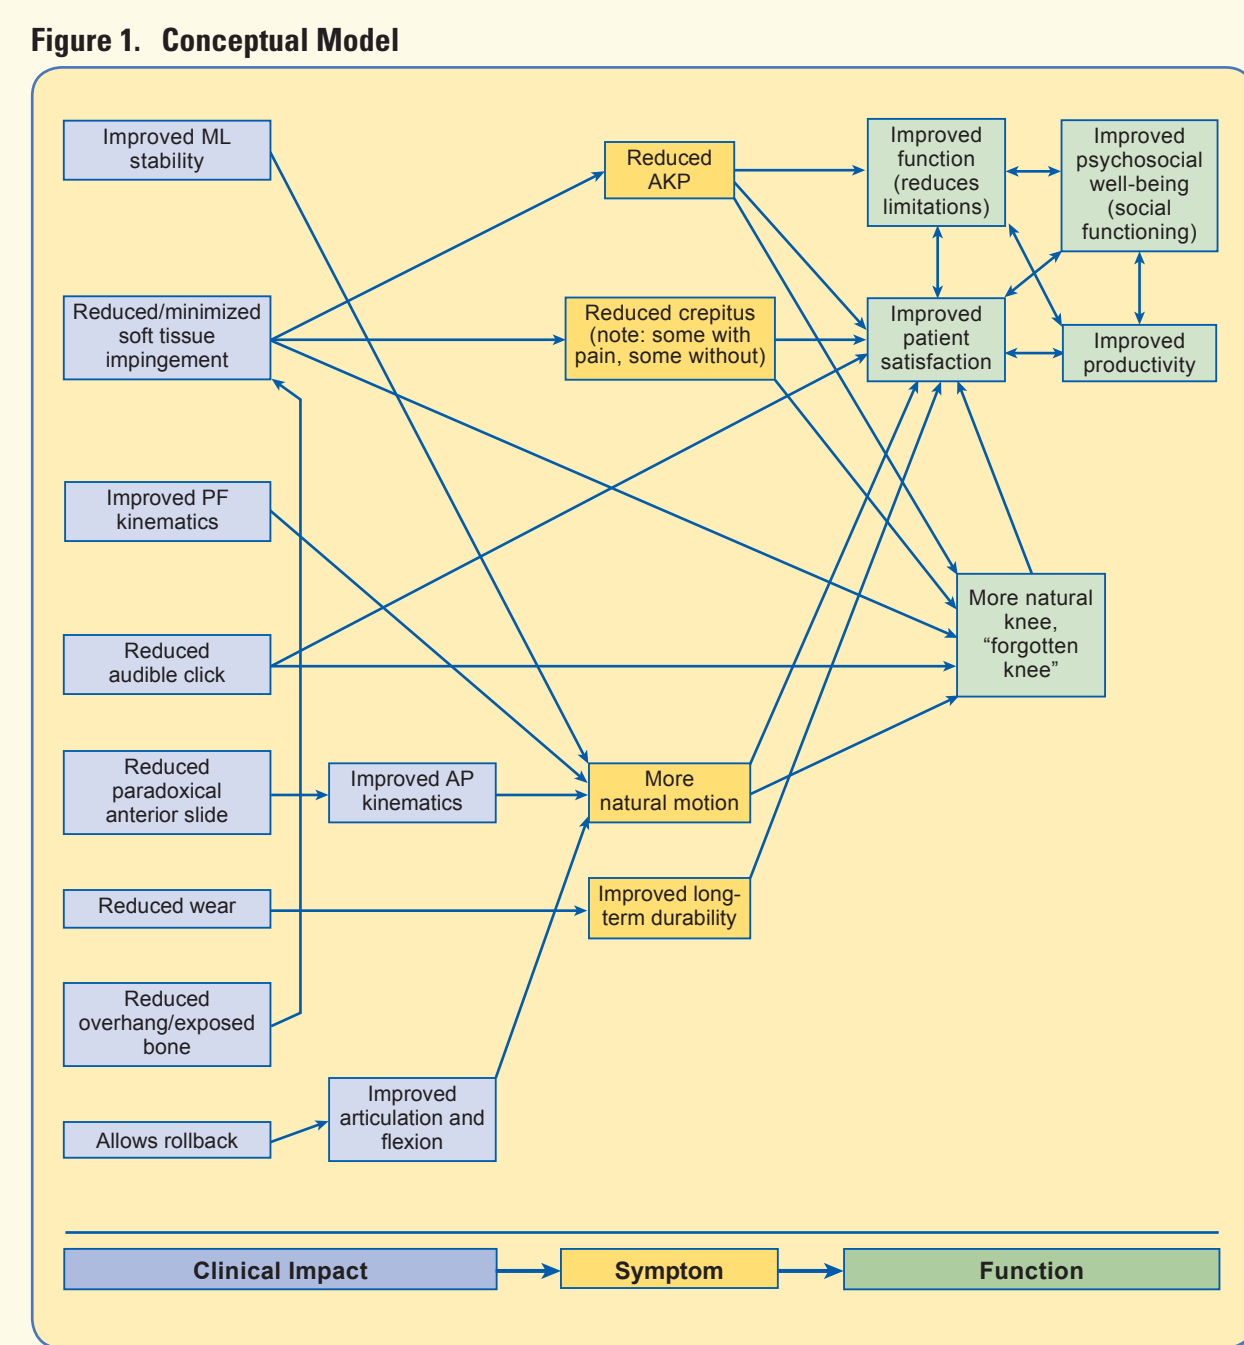 Figure 1. Conceptual Model
Improved ML
stability
Reduced/minimized
soft tissue
impingement
Improved PF
kinematics
Reduced
audible click
Reduced
paradoxical
anterior slide
Improved AP
kinematics
Reduced wear
Reduced
overhang/exposed
bone
Allows rollback
Improved
articulation and
flexion
Reduced
AKP
Reduced crepitus
(note: some with
pain, some without)
More
natural motion
Improved long-
term durability
Improved
function
(reduces
limitations)
Improved
psychosocial
well-being
(social
functioning)
Improved
patient
satisfaction
Improved
productivity
More natural
knee,
“forgotten
knee”
Clinical Impact
Symptom
Function